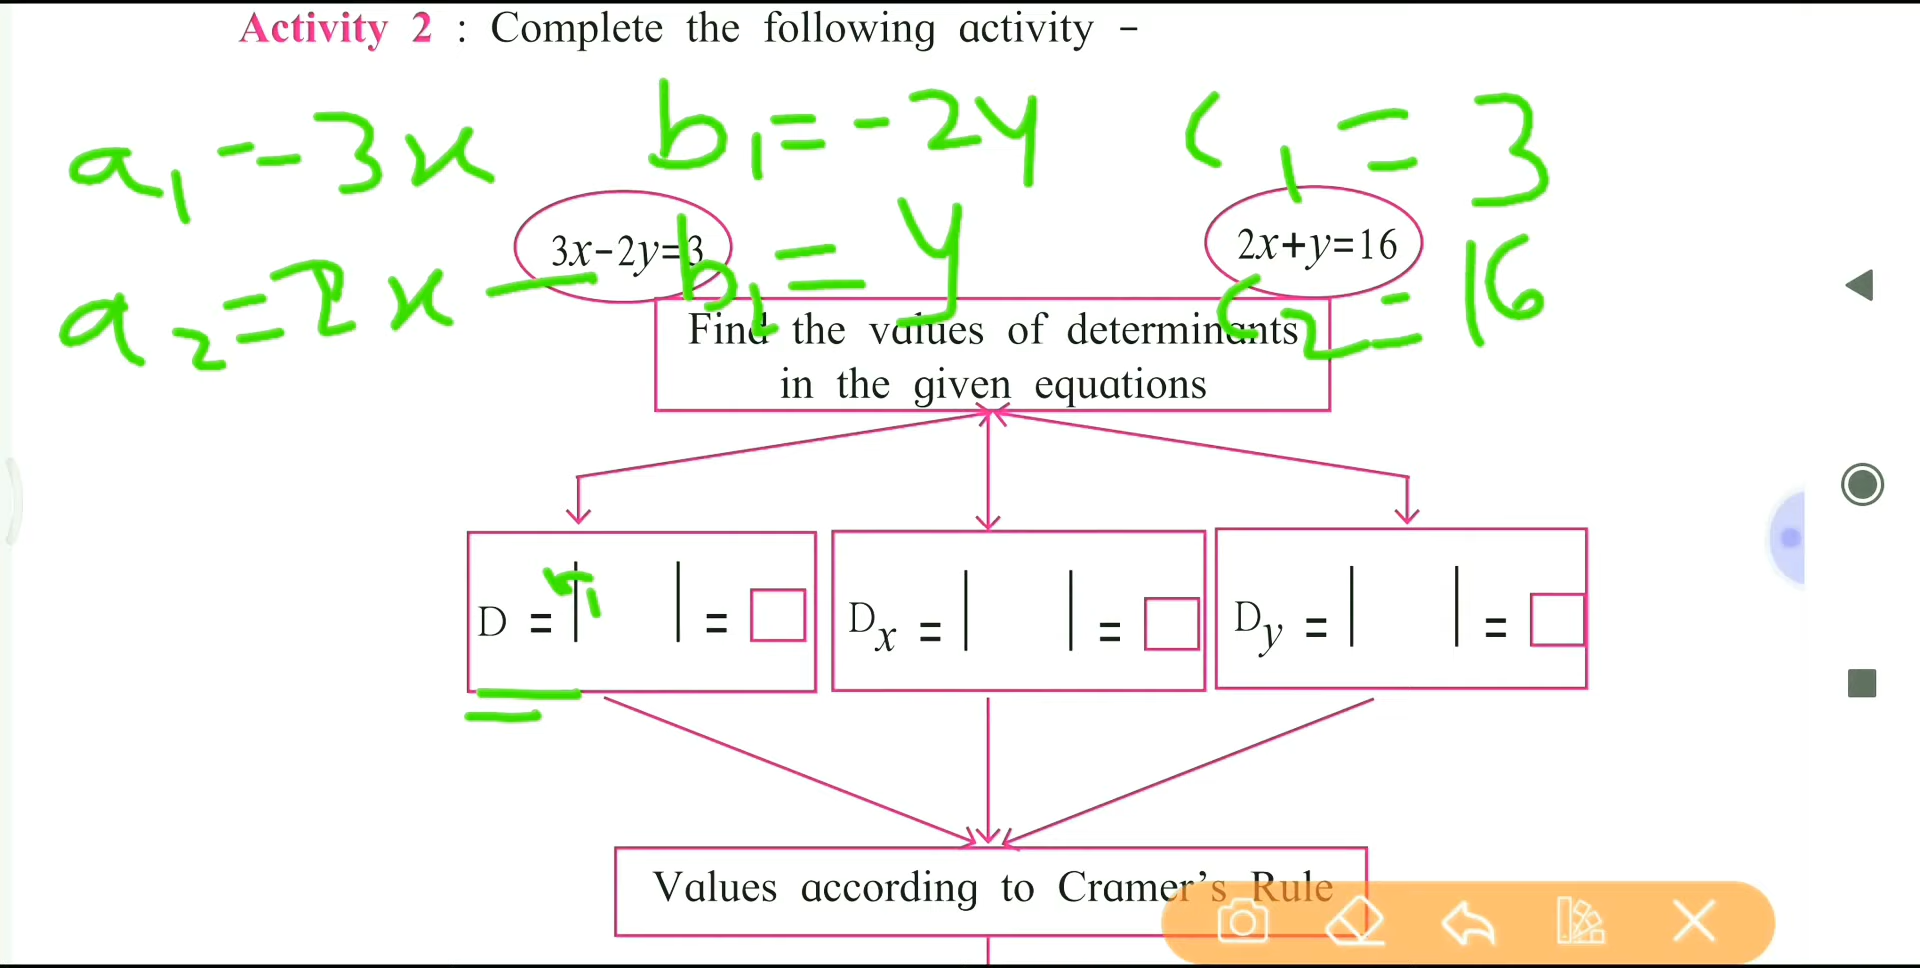 Activity 2 : Complete the following activity -
a1 = 3x b1 = -2y c1 = 3
3x-2y=3 2x+y=16
a2 = 2x b2 = y c2 = 16
Find the values of determinants
in the given equations
D = | | = □ Dx = | | = □ Dy = | | = □
Values according to Cramer's Rule